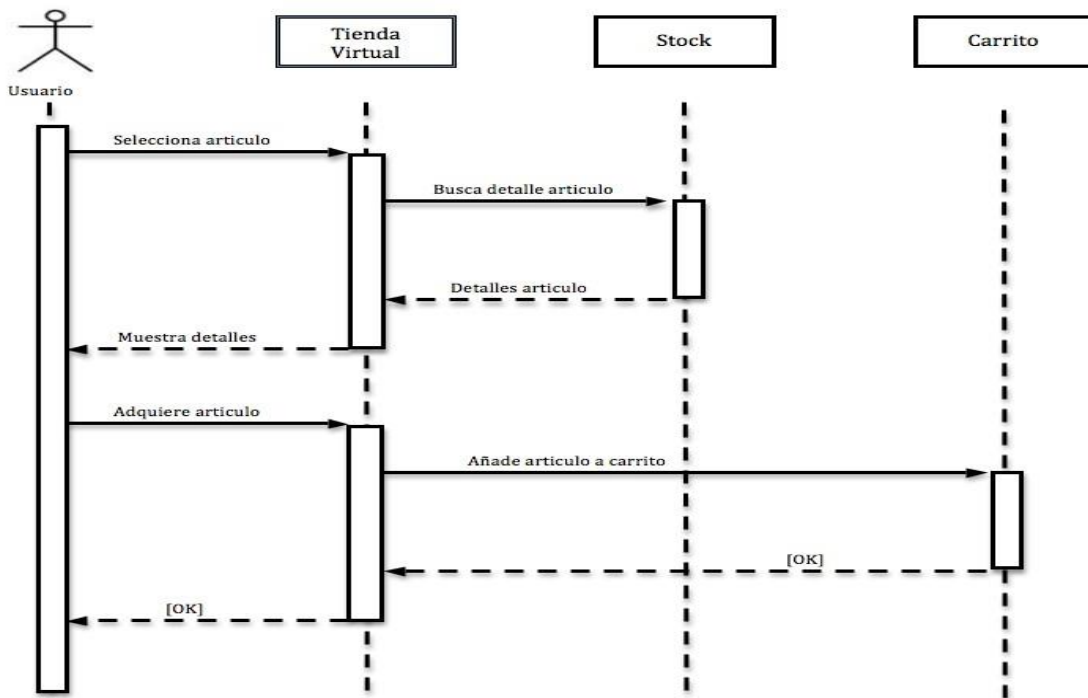 Tienda
Virtual
Stock
Carrito
Usuario
Selecciona articulo
Busca detalle articulo
Detalles articulo
Muestra detalles
Adquiere articulo
Añade articulo a carrito
[OK]
[OK]